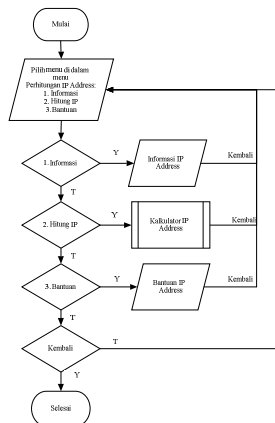 Mulai
Pilih menu di dalam
menu
Perhitungan IP Address:
1. Informasi
2. Hitung IP
3. Bantuan
1. Informasi
Y
Informasi IP
Address
Kembali
T
2. Hitung IP
Y
Kalkulator IP
Address
Kembali
T
3. Bantuan
Y
Bantuan IP
Address
Kembali
T
Kembali
T
Y
Selesai